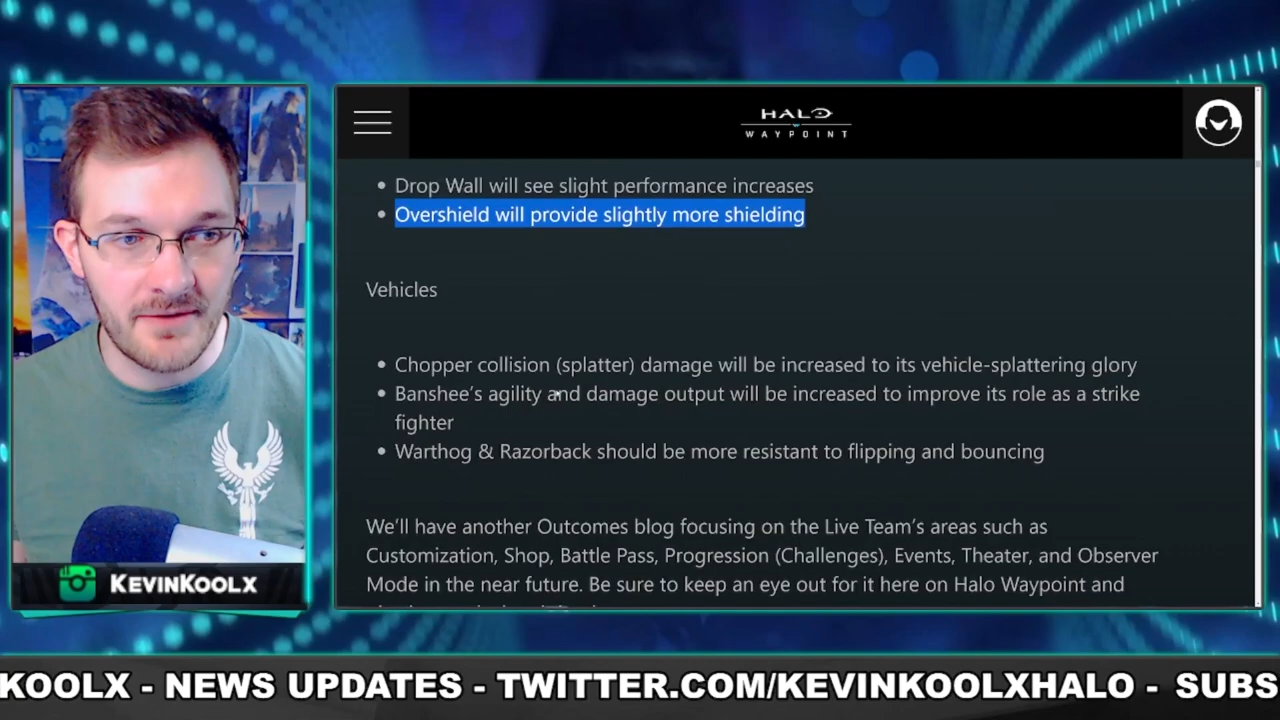 HALO
WAYPOINT
Drop Wall will see slight performance increases
Overshield will provide slightly more shielding
Vehicles
Chopper collision (splatter) damage will be increased to its vehicle-splattering glory
Banshee's agility and damage output will be increased to improve its role as a strike
fighter
Warthog & Razorback should be more resistant to flipping and bouncing
We'll have another Outcomes blog focusing on the Live Team's areas such as
Customization, Shop, Battle Pass, Progression (Challenges), Events, Theater, and Observer
Mode in the near future. Be sure to keep an eye out for it here on Halo Waypoint and
KEVINKOOLX
KOOLX - NEWS UPDATES - TWITTER.COM/KEVINKOOLXHALO - SUBS